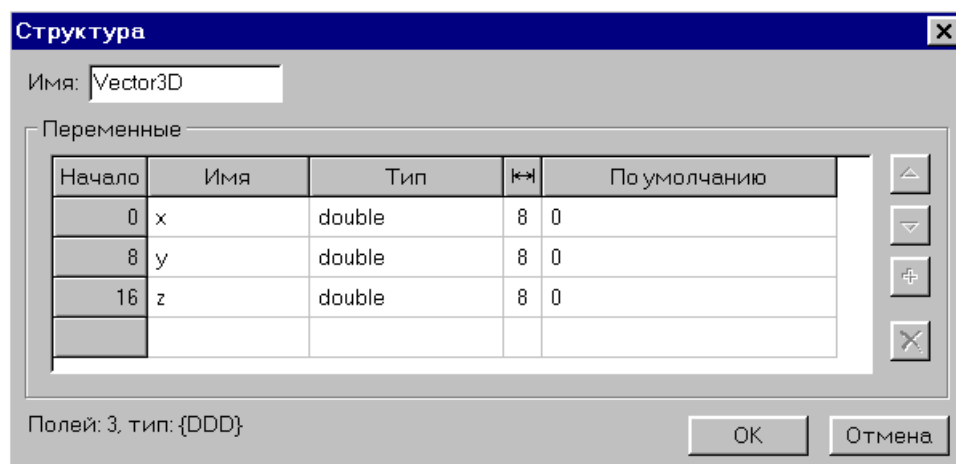 Структура
Имя: Vector3D
Переменные
Начало Имя Тип По умолчанию
0 x double 8 0
8 y double 8 0
16 z double 8 0
Полей: 3, тип: {DDD}
OK Отмена